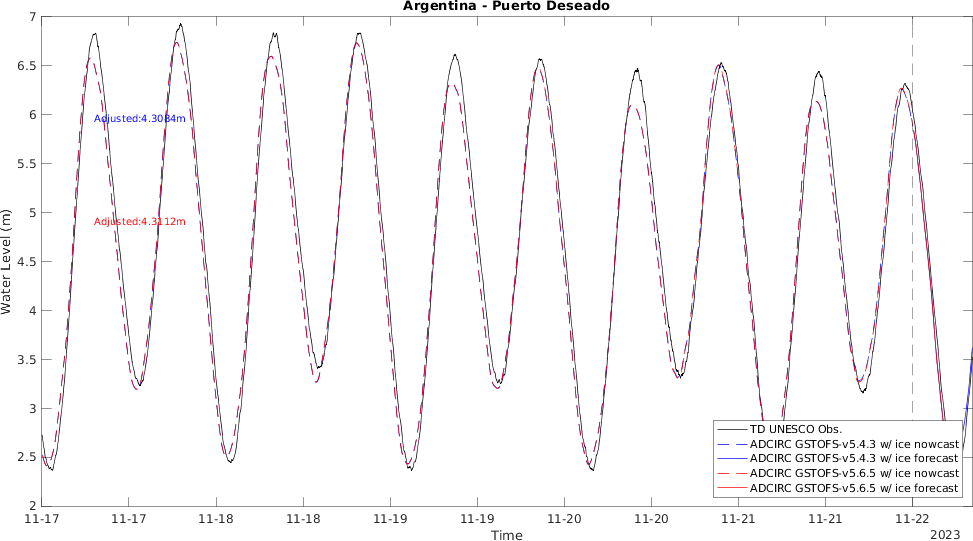 Argentina - Puerto Deseado
7
6.5
6
5.5
5
4.5
4
3.5
3
2.5
2
Water Level (m)
Adjusted:4.3084m
Adjusted:4.3112m
TD UNESCO Obs.
ADCIRC GSTOFS-v5.4.3 w/ ice nowcast
ADCIRC GSTOFS-v5.4.3 w/ ice forecast
ADCIRC GSTOFS-v5.6.5 w/ ice nowcast
ADCIRC GSTOFS-v5.6.5 w/ ice forecast
11-17 11-17 11-18 11-18 11-19 11-19 11-20 11-20 11-21 11-21 11-22
Time
2023